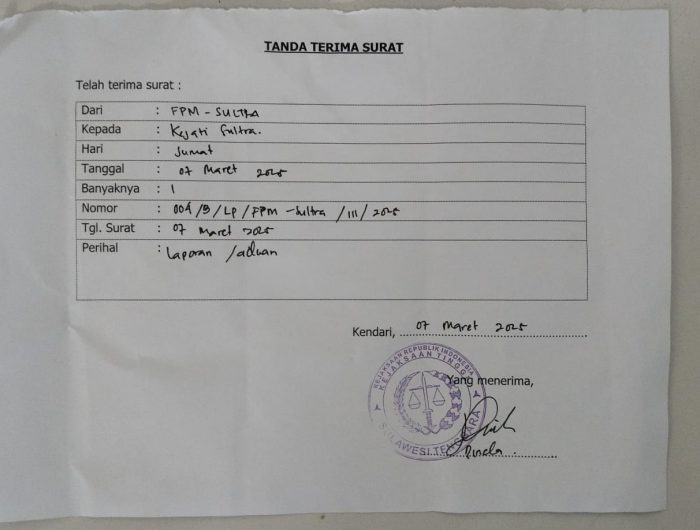 TANDA TERIMA SURAT
Telah terima surat :
Dari : FPM - SULTRA
Kepada : Kejati Sultra.
Hari : Jumat
Tanggal : 07 Maret 2025
Banyaknya : 1
Nomor : 004/B/LP/FPM-Sultra/III/2025
Tgl. Surat : 07 Maret 2025
Perihal : Laporan /aduan
Kendari, 07 Maret 2025
KEJAKSAAN REPUBLIK INDONESIA
KEJAKSAAN TINGGI
SULAWESI TENGGARA
Yang menerima,